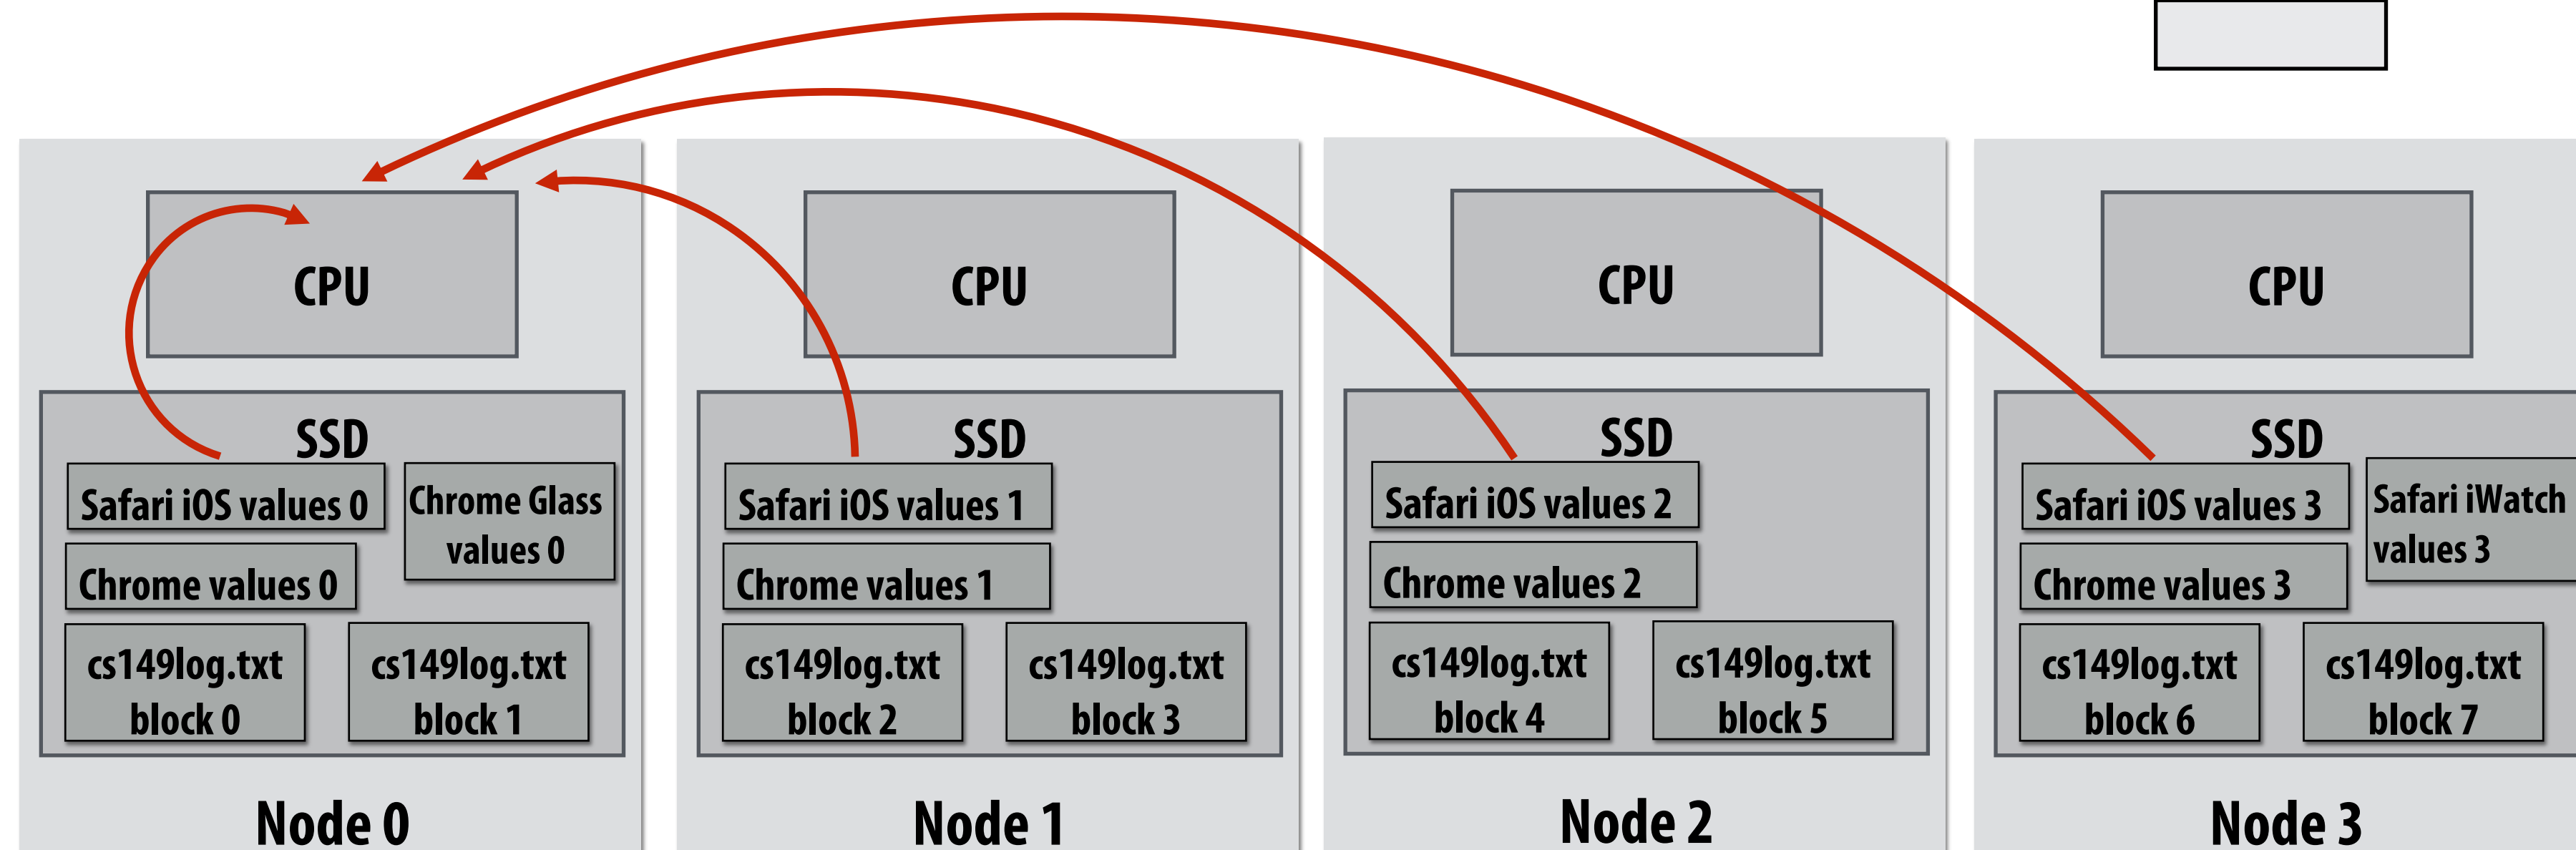 CPU
SSD
Safari iOS values 0
Chrome Glass
values 0
Chrome values 0
cs149log.txt
block 0
cs149log.txt
block 1
Node 0
CPU
SSD
Safari iOS values 1
Chrome values 1
cs149log.txt
block 2
cs149log.txt
block 3
Node 1
CPU
SSD
Safari iOS values 2
Chrome values 2
cs149log.txt
block 4
cs149log.txt
block 5
Node 2
CPU
SSD
Safari iOS values 3
Safari iWatch
values 3
Chrome values 3
cs149log.txt
block 6
cs149log.txt
block 7
Node 3